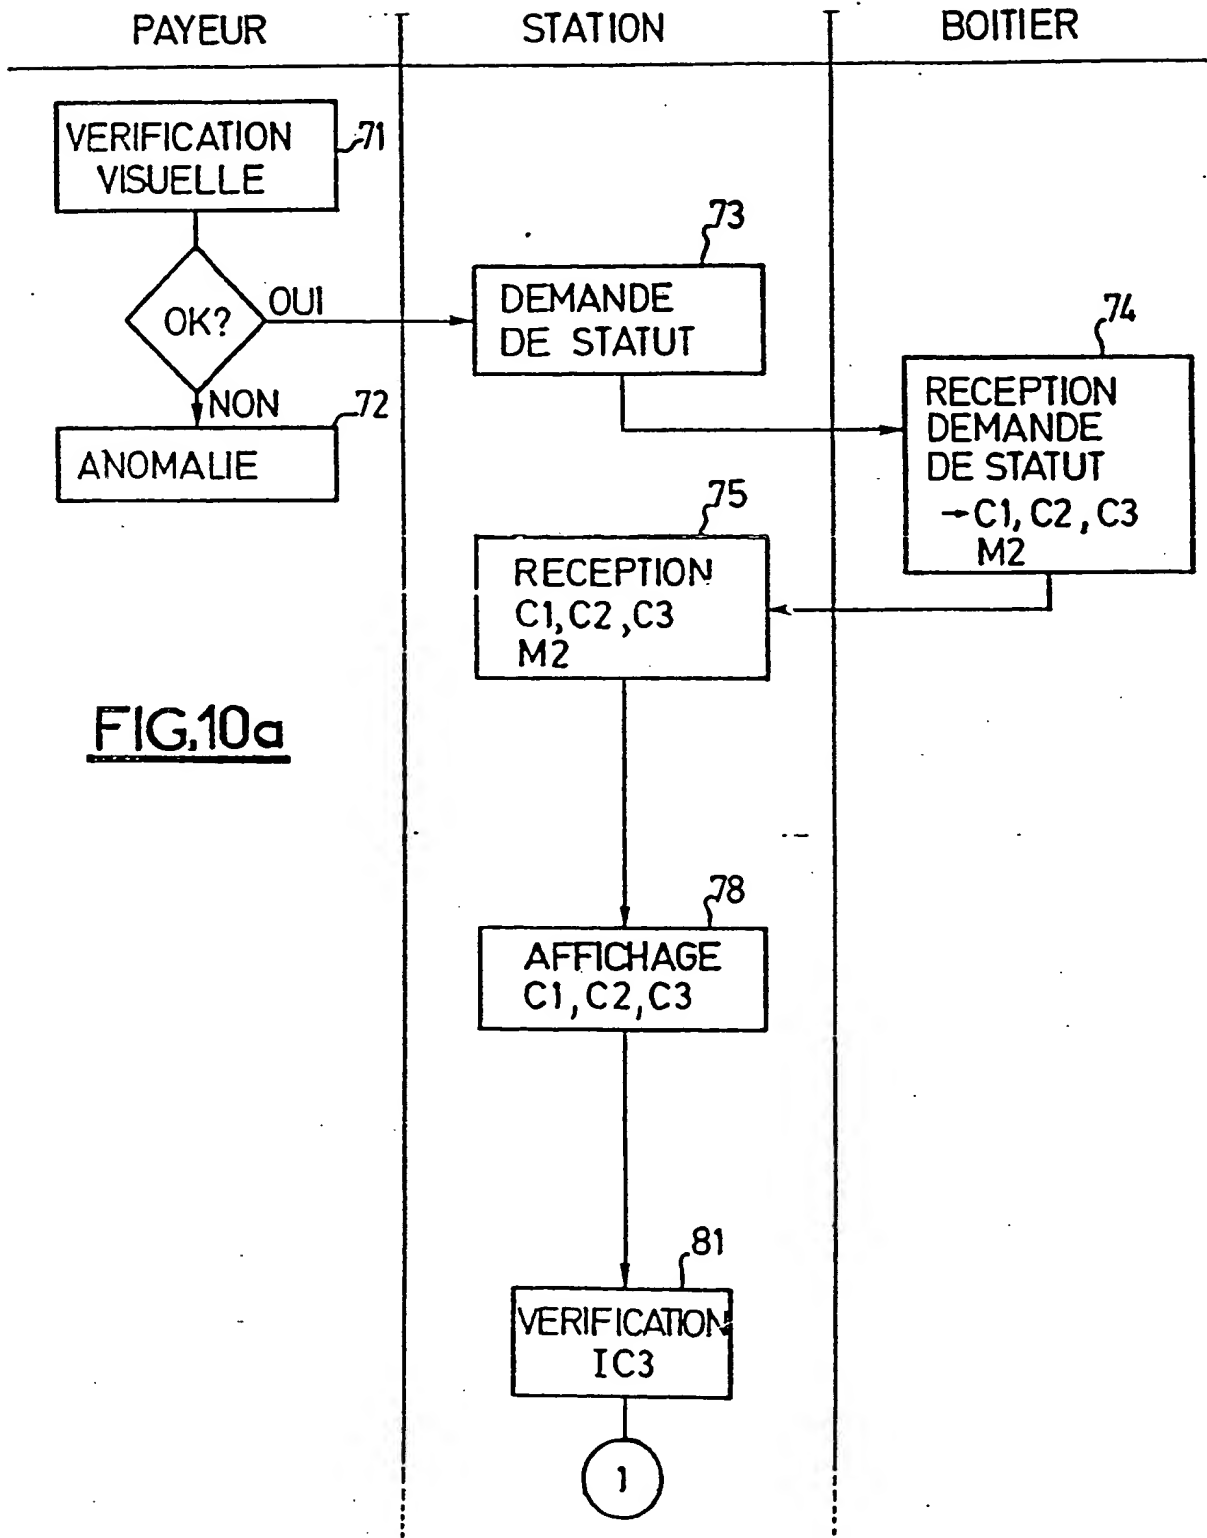 PAYEUR
STATION
BOITIER
VERIFICATION
VISUELLE
71
OK?
OUI
NON
72
ANOMALIE
73
DEMANDE
DE STATUT
74
RECEPTION
DEMANDE
DE STATUT
→ C1, C2, C3
M2
75
RECEPTION
C1, C2, C3
M2
FIG.10a
78
AFFICHAGE
C1, C2, C3
81
VERIFICATION
IC3
1